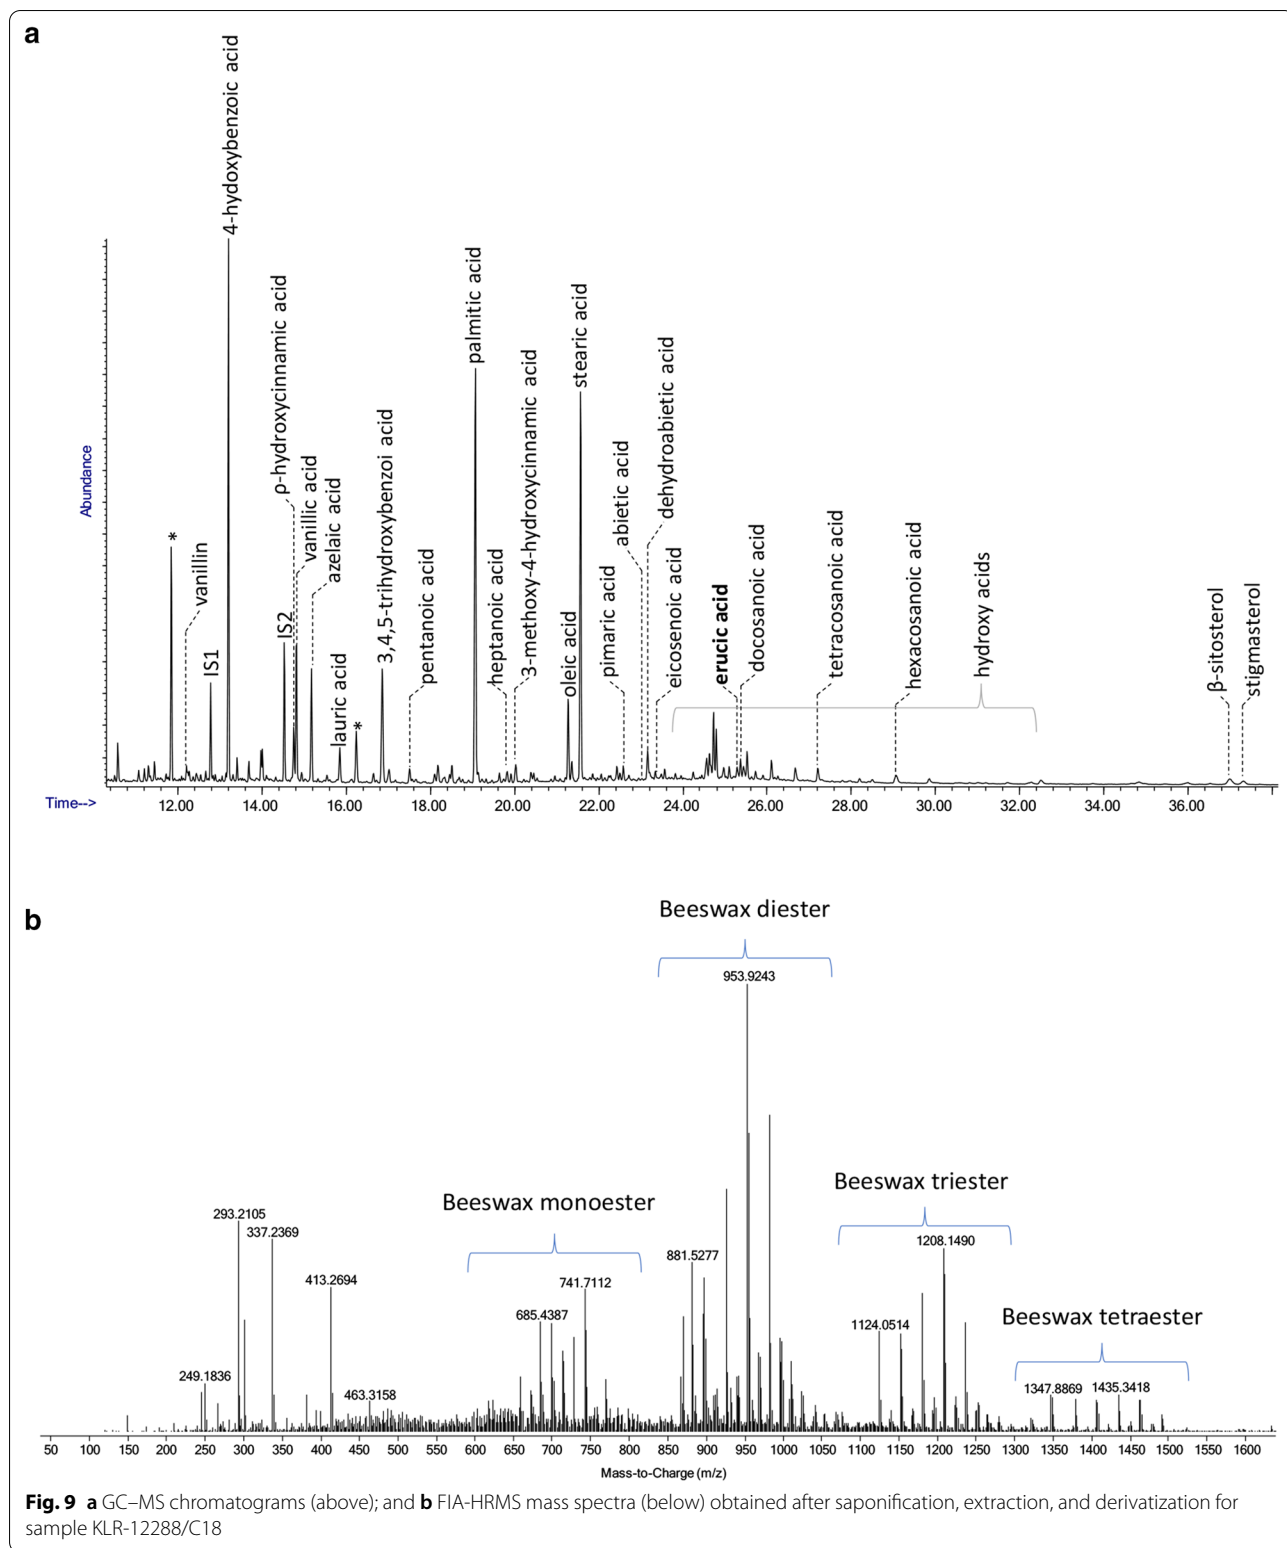 a
4-hydoxybenzoic acid
*
vanillin
IS1
IS2
ρ-hydroxycinnamic acid
vanillic acid
azelaic acid
lauric acid
*
3,4,5-trihydroxybenzoi acid
pentanoic acid
palmitic acid
heptanoic acid
3-methoxy-4-hydroxycinnamic acid
oleic acid
stearic acid
pimaric acid
abietic acid
dehydroabietic acid
eicosenoic acid
erucic acid
docosanoic acid
tetracosanoic acid
hexacosanoic acid
hydroxy acids
β-sitosterol
stigmasterol
Abundance
Time-->
12.00 14.00 16.00 18.00 20.00 22.00 24.00 26.00 28.00 30.00 32.00 34.00 36.00
b
Beeswax diester
953.9243
Beeswax triester
Beeswax monoester
293.2105
337.2369
1208.1490
881.5277
413.2694
741.7112
685.4387
1124.0514
Beeswax tetraester
249.1836
463.3158
1347.8869
1435.3418
50 100 150 200 250 300 350 400 450 500 550 600 650 700 750 800 850 900 950 1000 1050 1100 1150 1200 1250 1300 1350 1400 1450 1500 1550 1600
Mass-to-Charge (m/z)
Fig. 9 a GC–MS chromatograms (above); and b FIA-HRMS mass spectra (below) obtained after saponification, extraction, and derivatization for
sample KLR-12288/C18